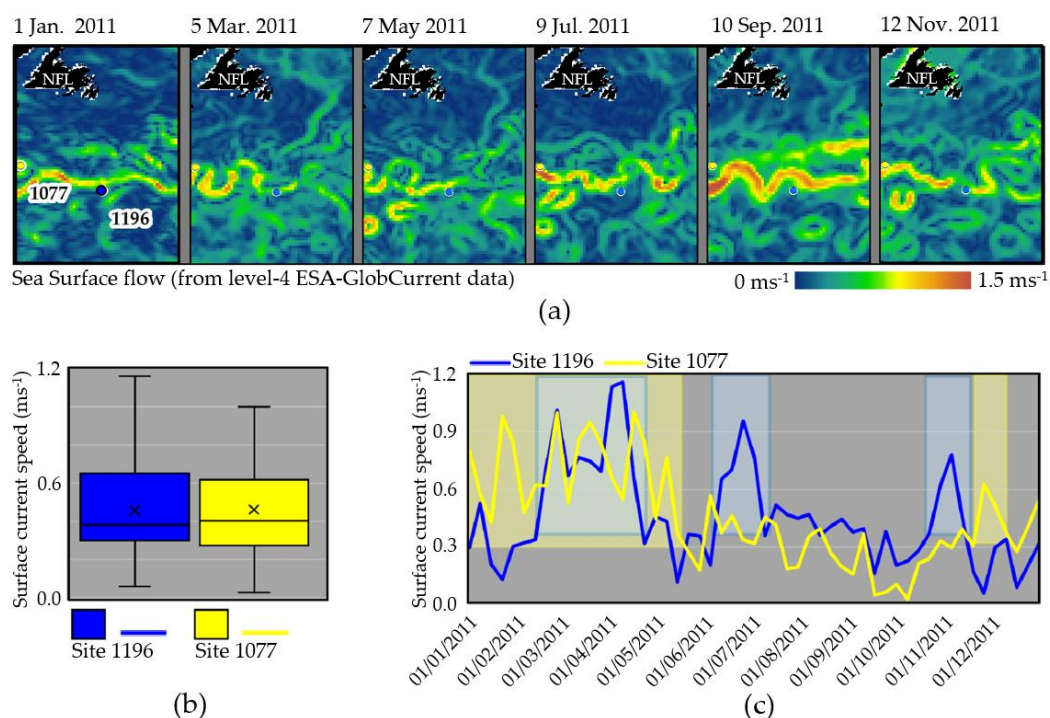 1 Jan. 2011 5 Mar. 2011 7 May 2011 9 Jul. 2011 10 Sep. 2011 12 Nov. 2011
NFL NFL NFL NFL NFL NFL
1077
1196
Sea Surface flow (from level-4 ESA-GlobCurrent data) 0 ms-1 1.5 ms-1
(a)
Surface current speed (ms-1)
1.2
0.6
0.0
Site 1196 Site 1077
(b)
Site 1196 Site 1077
Surface current speed (ms-1)
1.2
0.9
0.6
0.3
0.0
01/01/2011 01/02/2011 01/03/2011 01/04/2011 01/05/2011 01/06/2011 01/07/2011 01/08/2011 01/09/2011 01/10/2011 01/11/2011 01/12/2011
(c)